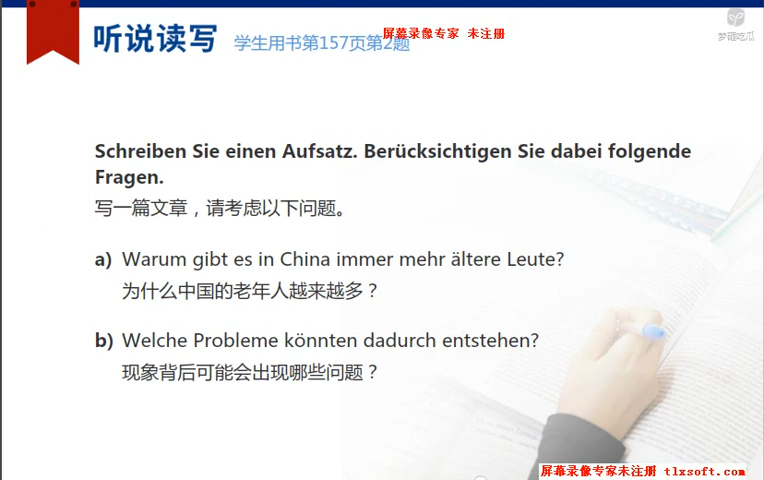 听说读写
学生用书第157页第2题
屏幕录像专家 未注册
梦砸吃瓜
Schreiben Sie einen Aufsatz. Berücksichtigen Sie dabei folgende
Fragen.
写一篇文章，请考虑以下问题。
a) Warum gibt es in China immer mehr ältere Leute?
为什么中国的老年人越来越多？
b) Welche Probleme könnten dadurch entstehen?
现象背后可能会出现哪些问题？
屏幕录像专家未注册 tlxsoft.com